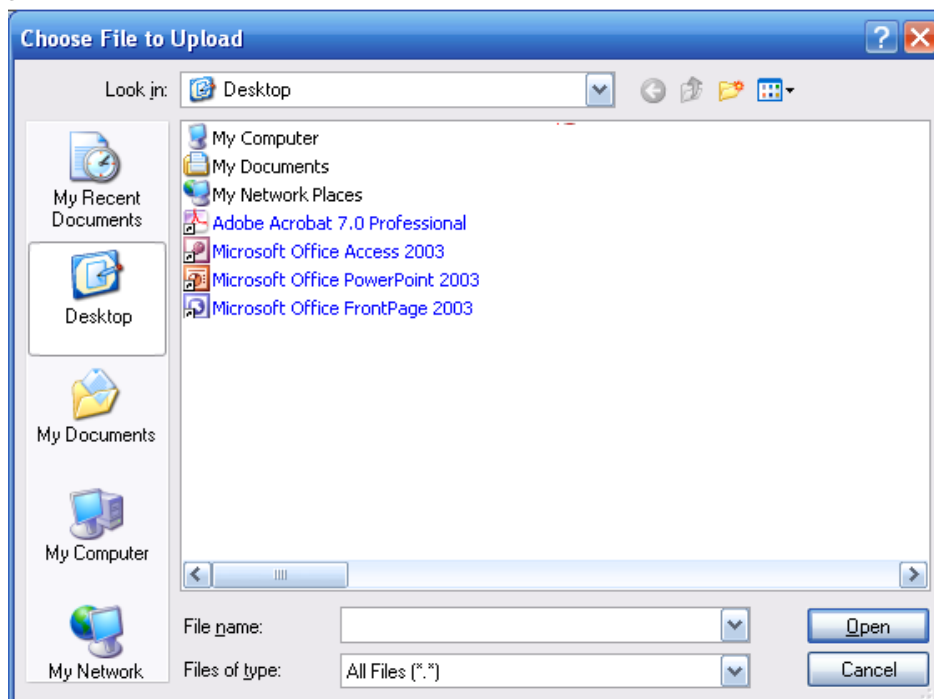 Choose File to Upload
Look in: Desktop
My Recent
Documents
Desktop
My Documents
My Computer
My Network
My Computer
My Documents
My Network Places
Adobe Acrobat 7.0 Professional
Microsoft Office Access 2003
Microsoft Office PowerPoint 2003
Microsoft Office FrontPage 2003
File name:
Open
Files of type: All Files (*.*)
Cancel